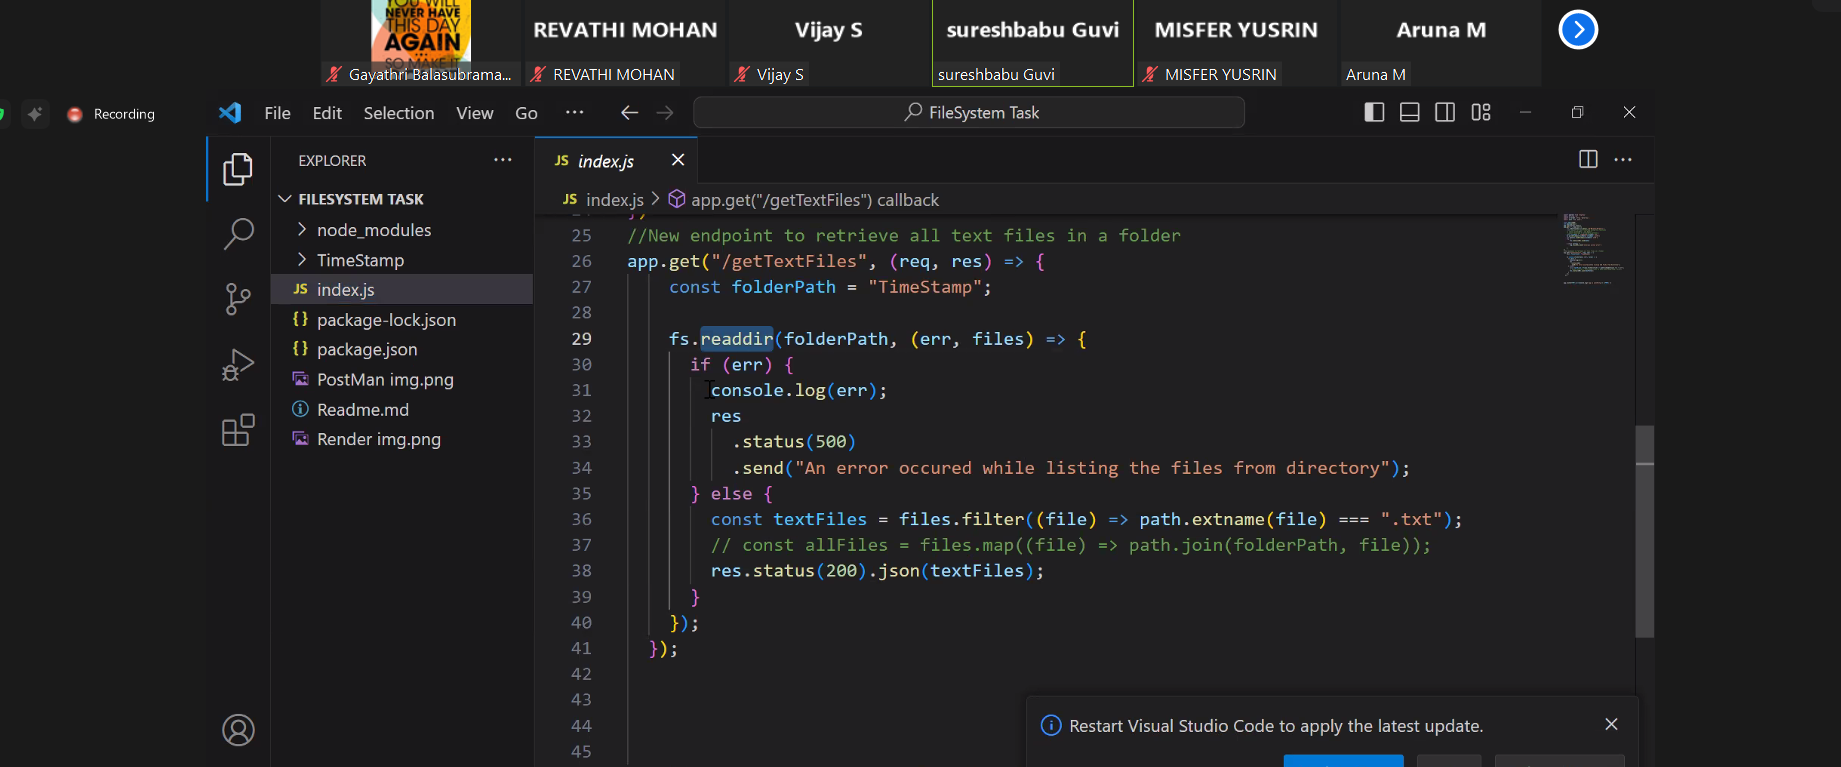 YOU WILL
NEVER HAVE
THIS DAY
AGAIN
SO MAKE IT
REVATHI MOHAN
Vijay S
sureshbabu Guvi
MISFER YUSRIN
Aruna M
Gayathri Balasubrama...
REVATHI MOHAN
Vijay S
sureshbabu Guvi
MISFER YUSRIN
Aruna M
Recording
File Edit Selection View Go ...
FileSystem Task
EXPLORER
FILESYSTEM TASK
node_modules
TimeStamp
JS index.js
{} package-lock.json
{} package.json
PostMan img.png
Readme.md
Render img.png
JS index.js
JS index.js > app.get("/getTextFiles") callback
25 //New endpoint to retrieve all text files in a folder
26 app.get("/getTextFiles", (req, res) => {
27 const folderPath = "TimeStamp";
28
29 fs.readdir(folderPath, (err, files) => {
30 if (err) {
31 console.log(err);
32 res
33 .status(500)
34 .send("An error occured while listing the files from directory");
35 } else {
36 const textFiles = files.filter((file) => path.extname(file) === ".txt");
37 // const allFiles = files.map((file) => path.join(folderPath, file));
38 res.status(200).json(textFiles);
39 }
40 });
41 });
42
43
44
45
Restart Visual Studio Code to apply the latest update.